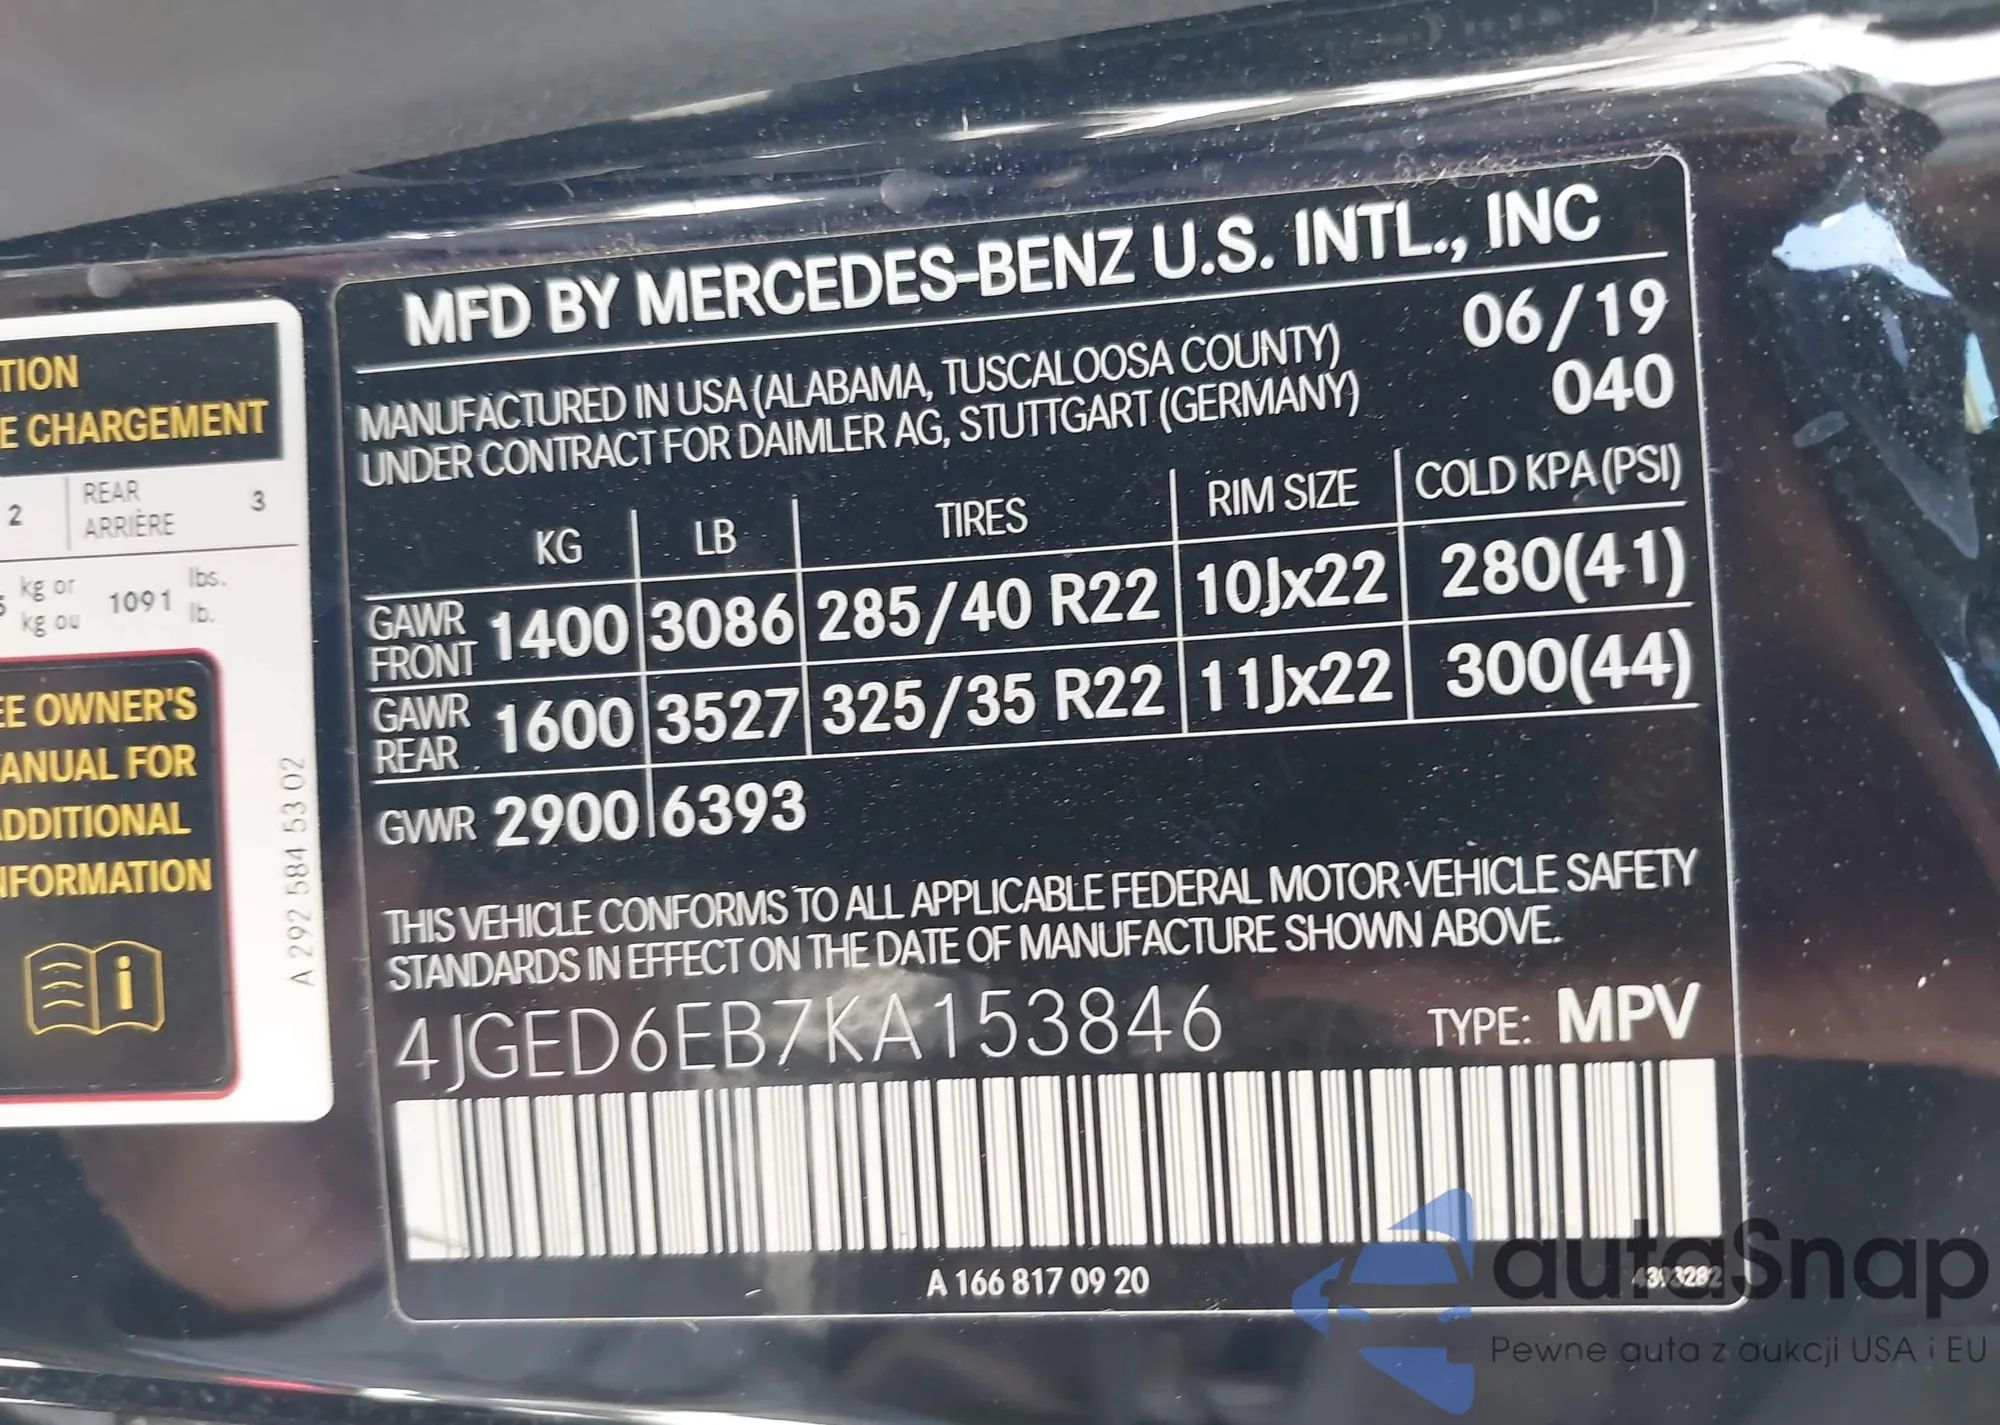 TION
E CHARGEMENT
2 REAR 3
ARRIÈRE
kg or 1091 lbs.
kg ou lb.
EE OWNER'S
ANUAL FOR
DDITIONAL
NFORMATION
A 292 584 53 02
MFD BY MERCEDES-BENZ U.S. INTL., INC
MANUFACTURED IN USA (ALABAMA, TUSCALOOSA COUNTY) 06/19
UNDER CONTRACT FOR DAIMLER AG, STUTTGART (GERMANY) 040
KG LB TIRES RIM SIZE COLD KPA (PSI)
GAWR FRONT 1400 3086 285/40 R22 10Jx22 280(41)
GAWR REAR 1600 3527 325/35 R22 11Jx22 300(44)
GVWR 2900 6393
THIS VEHICLE CONFORMS TO ALL APPLICABLE FEDERAL MOTOR VEHICLE SAFETY
STANDARDS IN EFFECT ON THE DATE OF MANUFACTURE SHOWN ABOVE.
4JGED6EB7KA153846 TYPE: MPV
A 166 817 09 20
autaSnap
Pewne auta z aukcji USA i EU